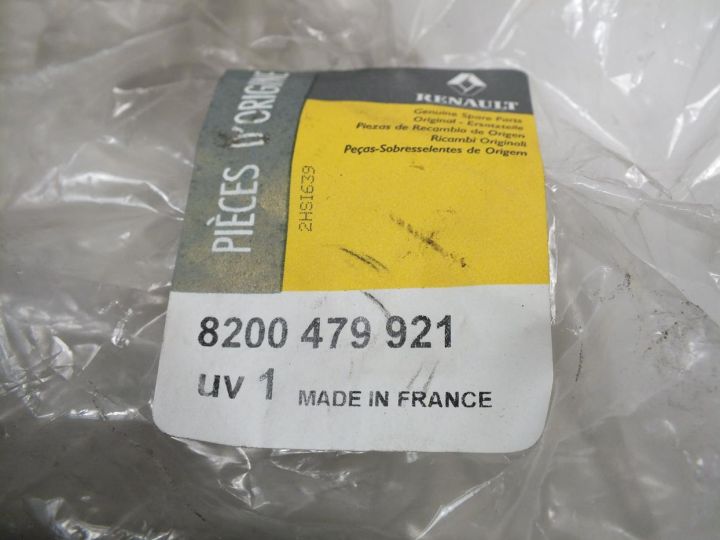 PIÈCES D'ORIGINE
RENAULT
Genuine Spare Parts
Original - Ersatzteile
Piezas de Recambio de Origen
Ricambi Originali
Peças-Sobresselentes de Origem
2HSI639
8200 479 921
uv 1 MADE IN FRANCE